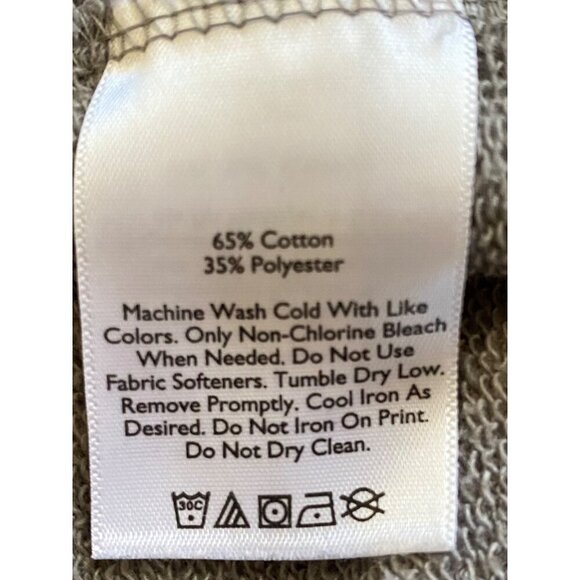 65% Cotton
35% Polyester
Machine Wash Cold With Like
Colors. Only Non-Chlorine Bleach
When Needed. Do Not Use
Fabric Softeners. Tumble Dry Low.
Remove Promptly. Cool Iron As
Desired. Do Not Iron On Print.
Do Not Dry Clean.
30C